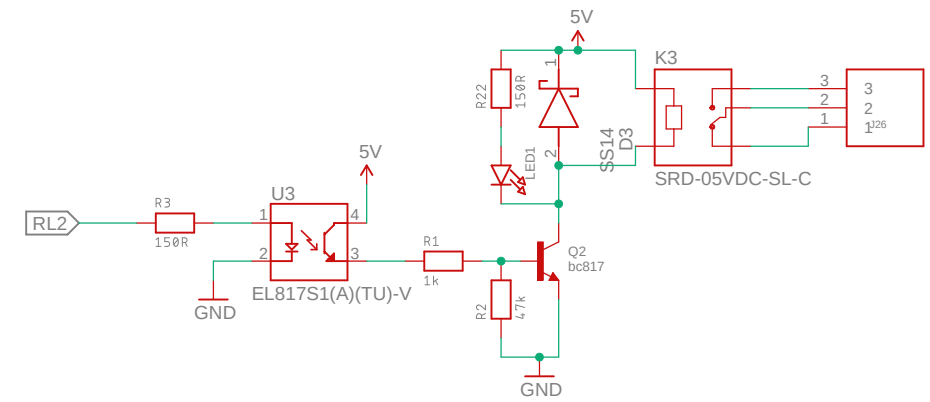 5V
1
R22
150R
2
LED1
SS14
D3
K3
SRD-05VDC-SL-C
3
2
1
3
2
1
J26
RL2
R3
150R
U3
1
2
4
3
EL817S1(A)(TU)-V
5V
GND
R1
1k
R2
47k
Q2
bc817
GND